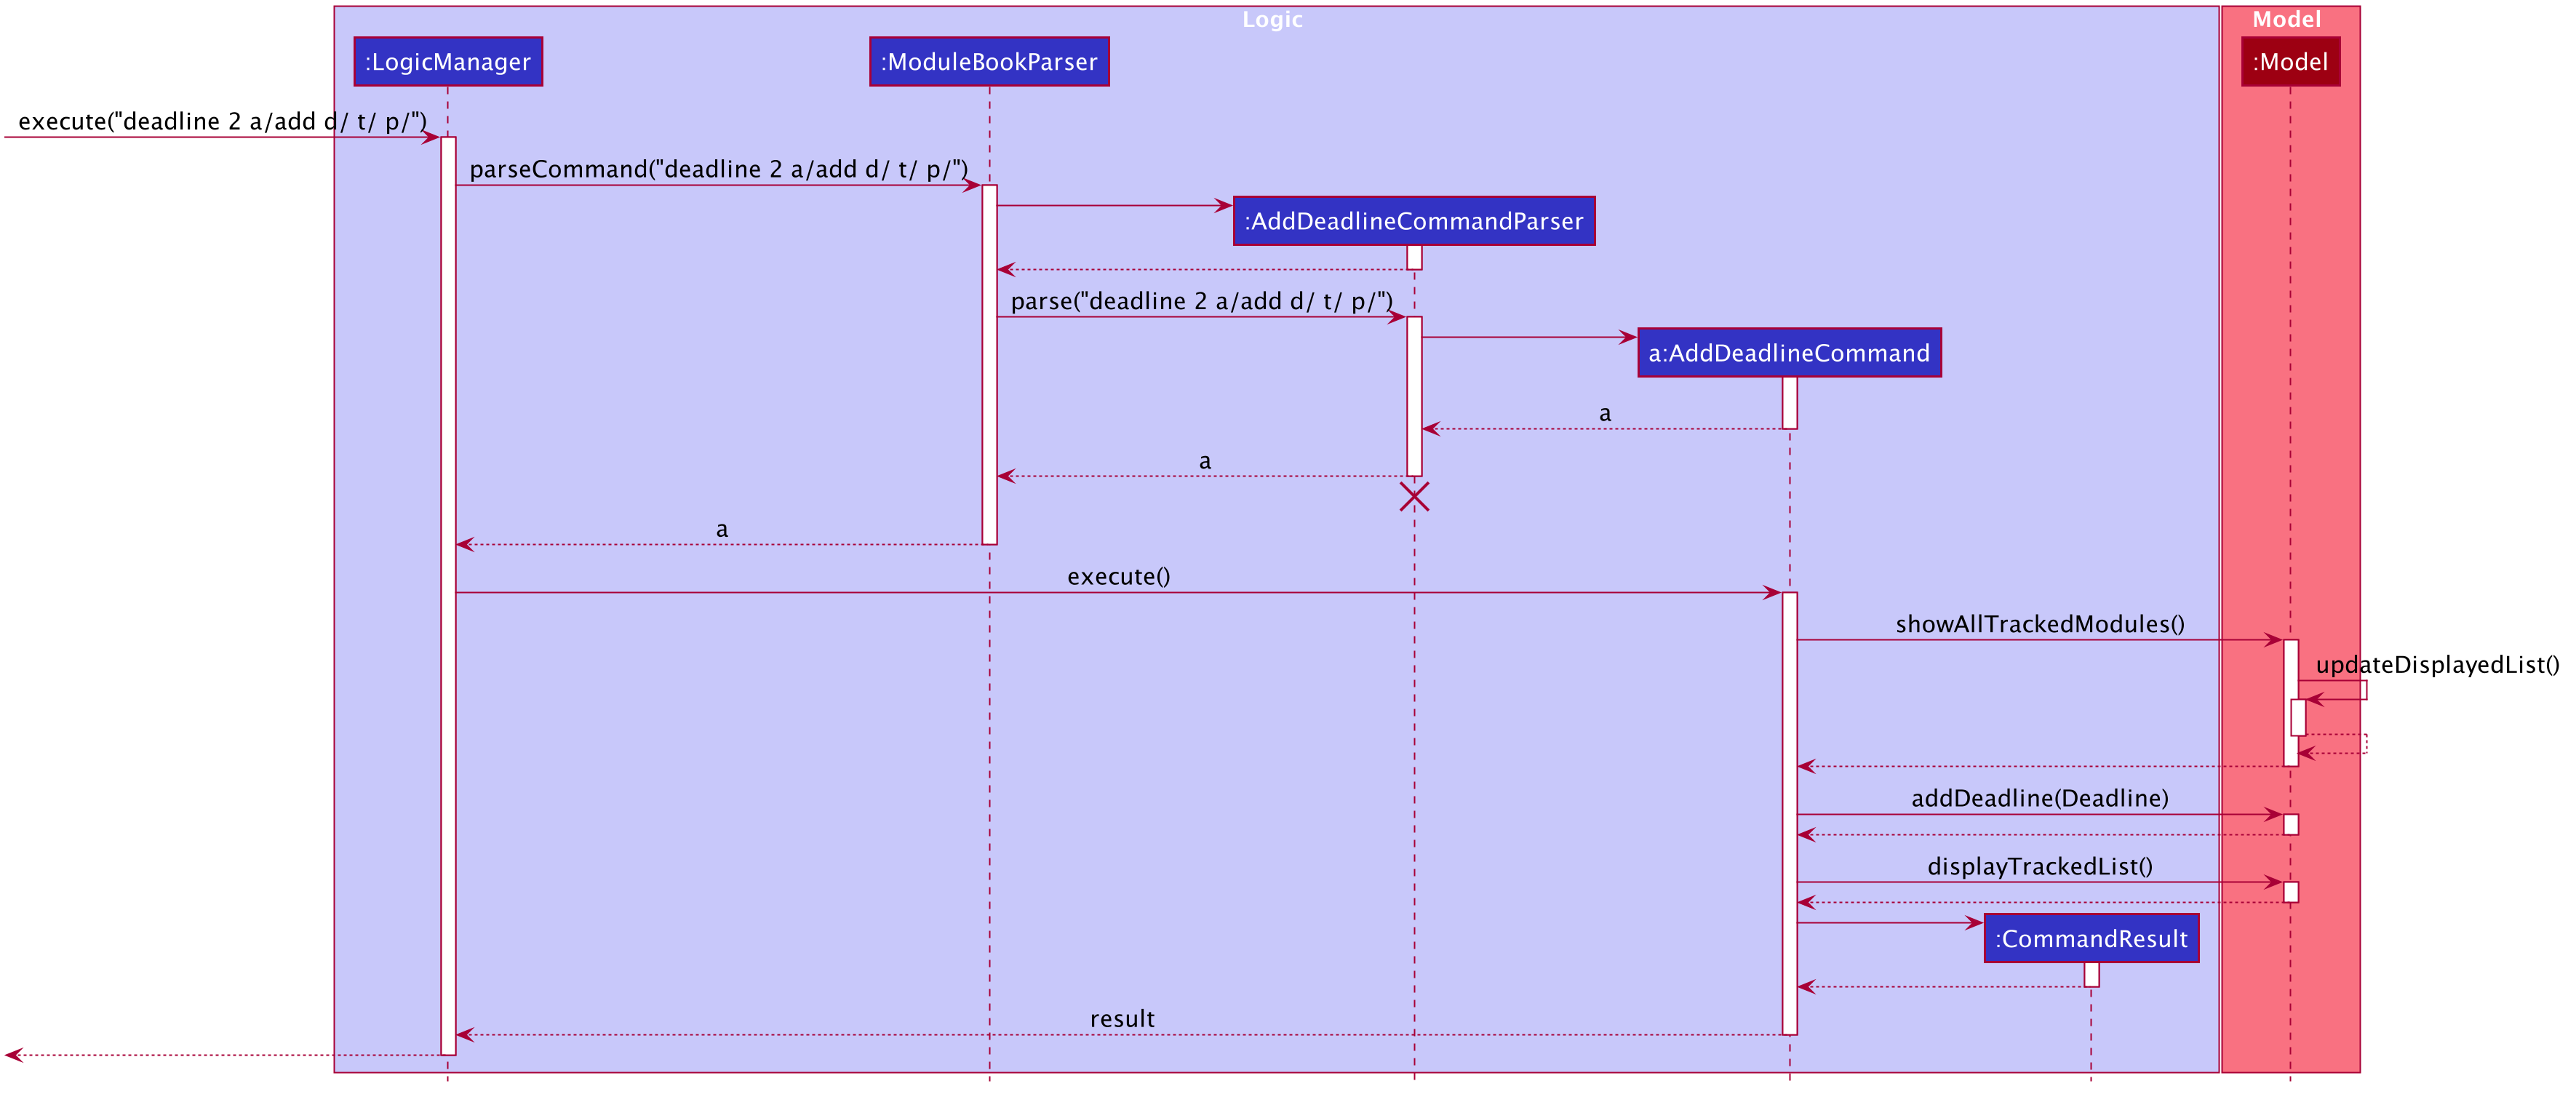 Logic
Model
:LogicManager
:ModuleBookParser
:Model
execute("deadline 2 a/add d/ t/ p/")
parseCommand("deadline 2 a/add d/ t/ p/")
:AddDeadlineCommandParser
parse("deadline 2 a/add d/ t/ p/")
a:AddDeadlineCommand
a
a
a
execute()
showAllTrackedModules()
updateDisplayedList()
addDeadline(Deadline)
displayTrackedList()
:CommandResult
result